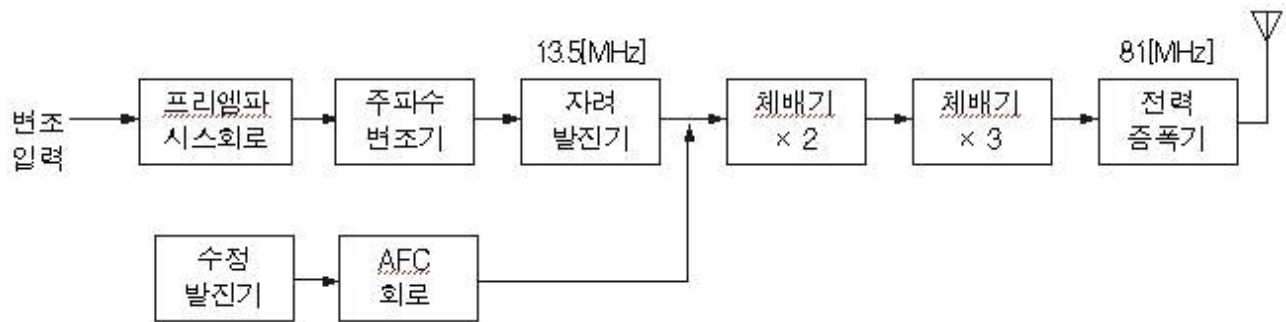 13.5[MHz]
81[MHz]
변조
입력
프리엠파
시스회로
주파수
변조기
자려
발진기
체배기
× 2
체배기
× 3
전력
증폭기
수정
발진기
AFC
회로